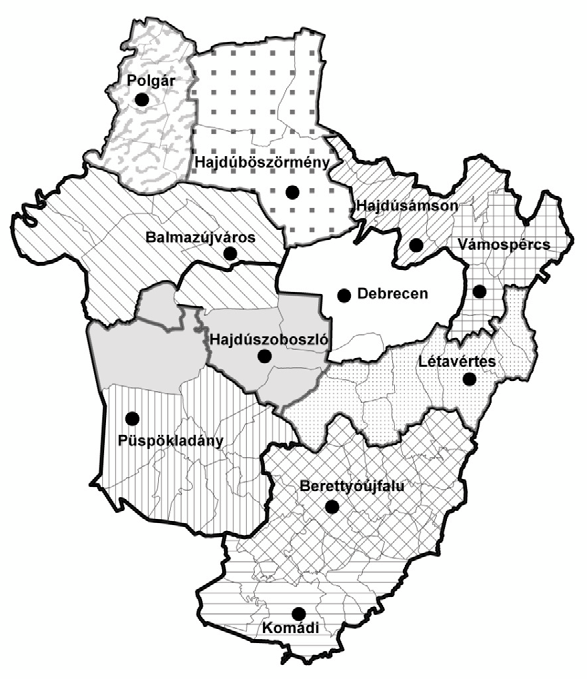 Polgár
Hajdúböszörmény
Hajdúsámson
Balmazújváros
Vámospércs
Debrecen
Hajdúszoboszló
Létavértes
Püspökladány
Berettyóújfalu
Komádi